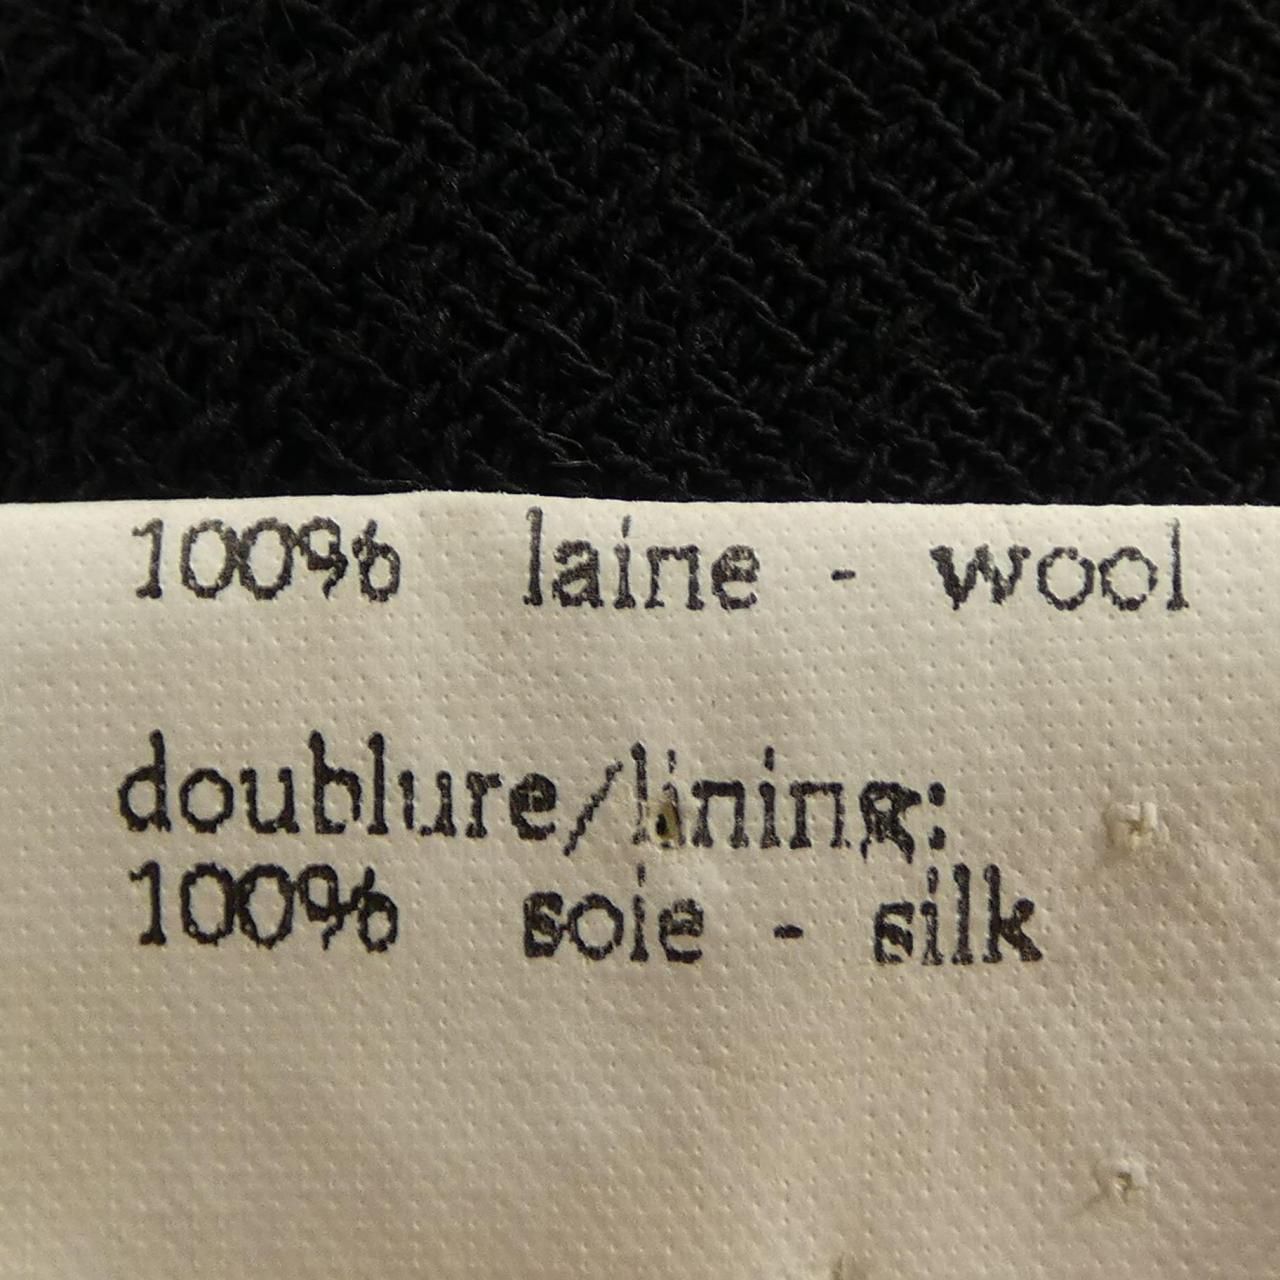 100% laine - wool
doublure/lining:
100% soie - silk